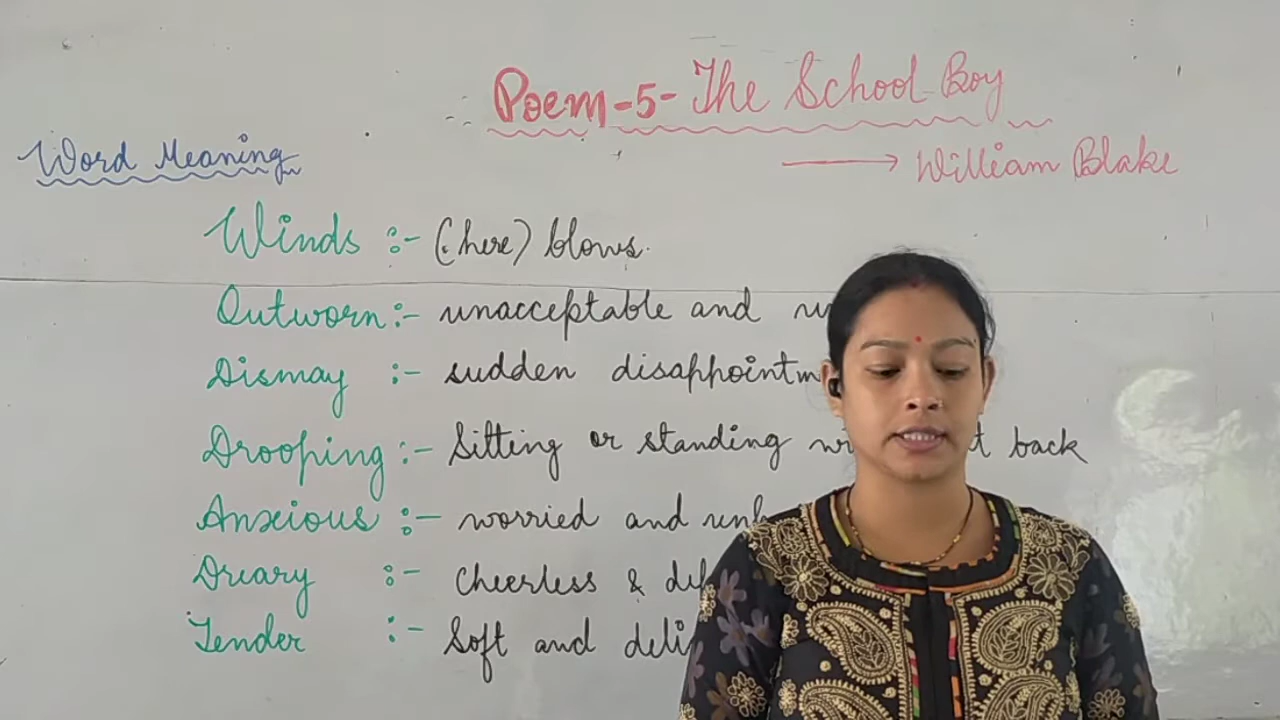 Poem-5- The School Boy
→ William Blake
Word Meaning
Winds :- (here) blows.
Outworn:- unacceptable and
Dismay :- sudden disappointm
Drooping:- Sitting or standing back
Anxious :- worried and
Dreary :- Cheerless &
Tender :- Soft and